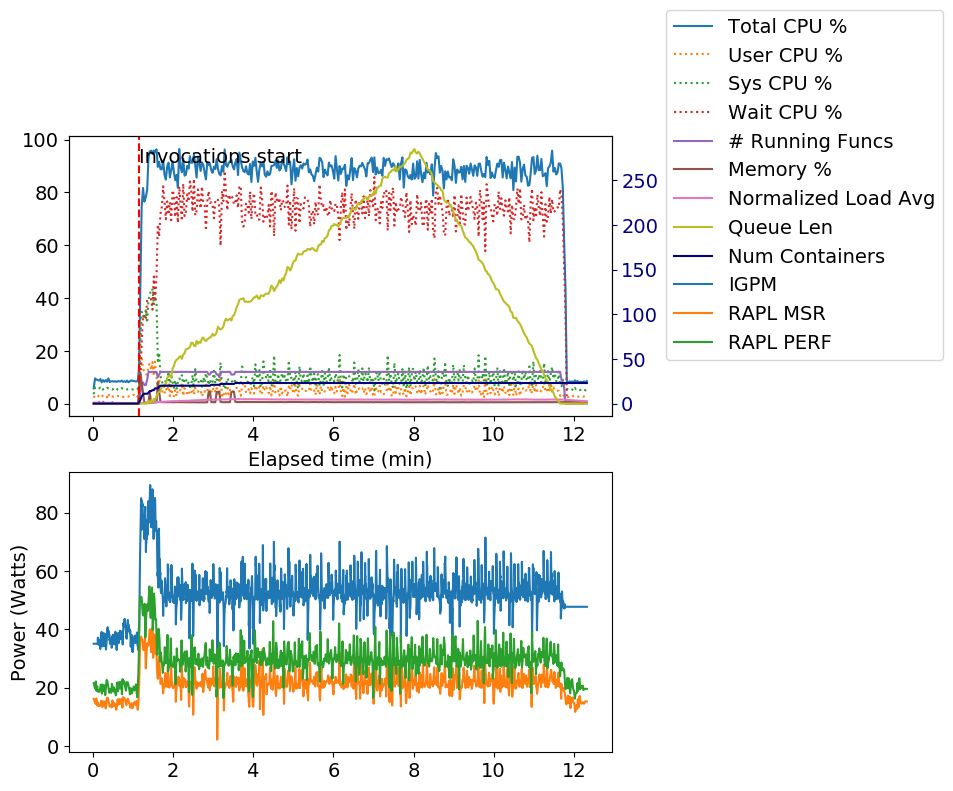 Total CPU %
User CPU %
Sys CPU %
Wait CPU %
# Running Funcs
Memory %
Normalized Load Avg
Queue Len
Num Containers
IGPM
RAPL MSR
RAPL PERF
Invocations start
100
80
60
40
20
0
250
200
150
100
50
0
0 2 4 6 8 10 12
Elapsed time (min)
Power (Watts)
80
60
40
20
0
0 2 4 6 8 10 12